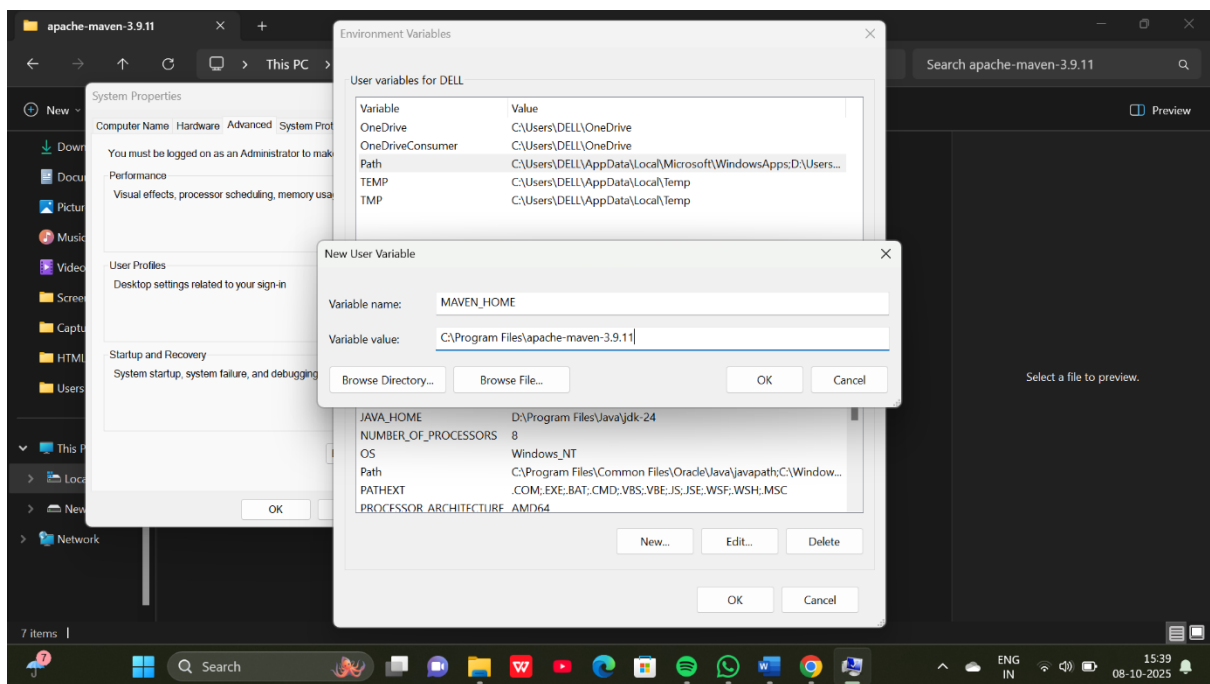 apache-maven-3.9.11
This PC
Search apache-maven-3.9.11
New
Preview
Select a file to preview.
This P
Network
7 items
System Properties
Computer Name Hardware Advanced System Prot
You must be logged on as an Administrator to mak
Performance
Visual effects, processor scheduling, memory usa
User Profiles
Desktop settings related to your sign-in
Startup and Recovery
System startup, system failure, and debugging
OK
Environment Variables
User variables for DELL
Variable Value
OneDrive C:\Users\DELL\OneDrive
OneDriveConsumer C:\Users\DELL\OneDrive
Path C:\Users\DELL\AppData\Local\Microsoft\WindowsApps;D:\Users...
TEMP C:\Users\DELL\AppData\Local\Temp
TMP C:\Users\DELL\AppData\Local\Temp
New User Variable
Variable name: MAVEN_HOME
Variable value: C:\Program Files\apache-maven-3.9.11
Browse Directory... Browse File... OK Cancel
JAVA_HOME D:\Program Files\Java\jdk-24
NUMBER_OF_PROCESSORS 8
OS Windows_NT
Path C:\Program Files\Common Files\Oracle\Java\javapath;C:\Window...
PATHEXT .COM;.EXE;.BAT;.CMD;.VBS;.VBE;.JS;.JSE;.WSF;.WSH;.MSC
PROCESSOR_ARCHITECTURE AMD64
New... Edit... Delete
OK Cancel
Down
Docu
Pictur
Music
Video
Scree
Captu
HTML
Users
Loca
New
7
Search
W
ENG
IN
15:39
08-10-2025